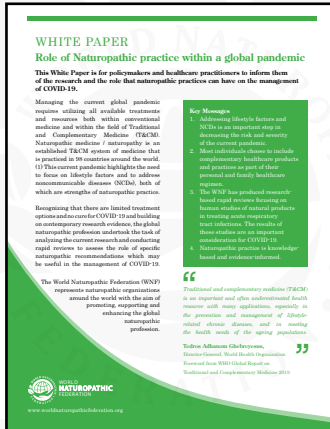 WHITE PAPER
Role of Naturopathic practice within a global pandemic
This White Paper is for policymakers and healthcare practitioners to inform them
of the research and the role that naturopathic practices can have on the management
of COVID-19.
Managing the current global pandemic
requires utilizing all available treatments
and resources both within conventional
medicine and within the field of Traditional
and Complementary Medicine (T&CM).
Naturopathic medicine / naturopathy is an
established T&CM system of medicine that
is practiced in 98 countries around the world.
(1) This current pandemic highlights the need
to focus on lifestyle factors and to address
noncommunicable diseases (NCDs), both of
which are strengths of naturopathic practice.
Recognizing that there are limited treatment
options and no cure for COVID-19 and building
on contemporary research evidence, the global
naturopathic profession undertook the task of
analyzing the current research and conducting
rapid reviews to assess the role of specific
naturopathic recommendations which may
be useful in the management of COVID-19.
The World Naturopathic Federation (WNF)
represents naturopathic organizations
around the world with the aim of
promoting, supporting and
enhancing the global
naturopathic
profession.
Key Messages
1. Addressing lifestyle factors and
NCDs is an important step in
decreasing the risk and severity
of the current pandemic.
2. Most individuals choose to include
complementary healthcare products
and practices as part of their
personal and family healthcare
regimen.
3. The WNF has produced research-
based rapid reviews focusing on
human studies of natural products
in treating acute respiratory
tract infections. The results of
these studies are an important
consideration for COVID-19.
4. Naturopathic practice is knowledge-
based and evidence-informed.
“
Traditional and complementary medicine (T&CM)
is an important and often underestimated health
resource with many applications, especially in
the prevention and management of lifestyle-
related chronic diseases, and in meeting
the health needs of the ageing populations.
”
Tedros Adhanom Ghebreyesus,
Director-General, World Health Organization
Foreword from WHO Global Report on
Traditional and Complementary Medicine 2019
WORLD
NATUROPATHIC
FEDERATION
www.worldnaturopathicfederation.org